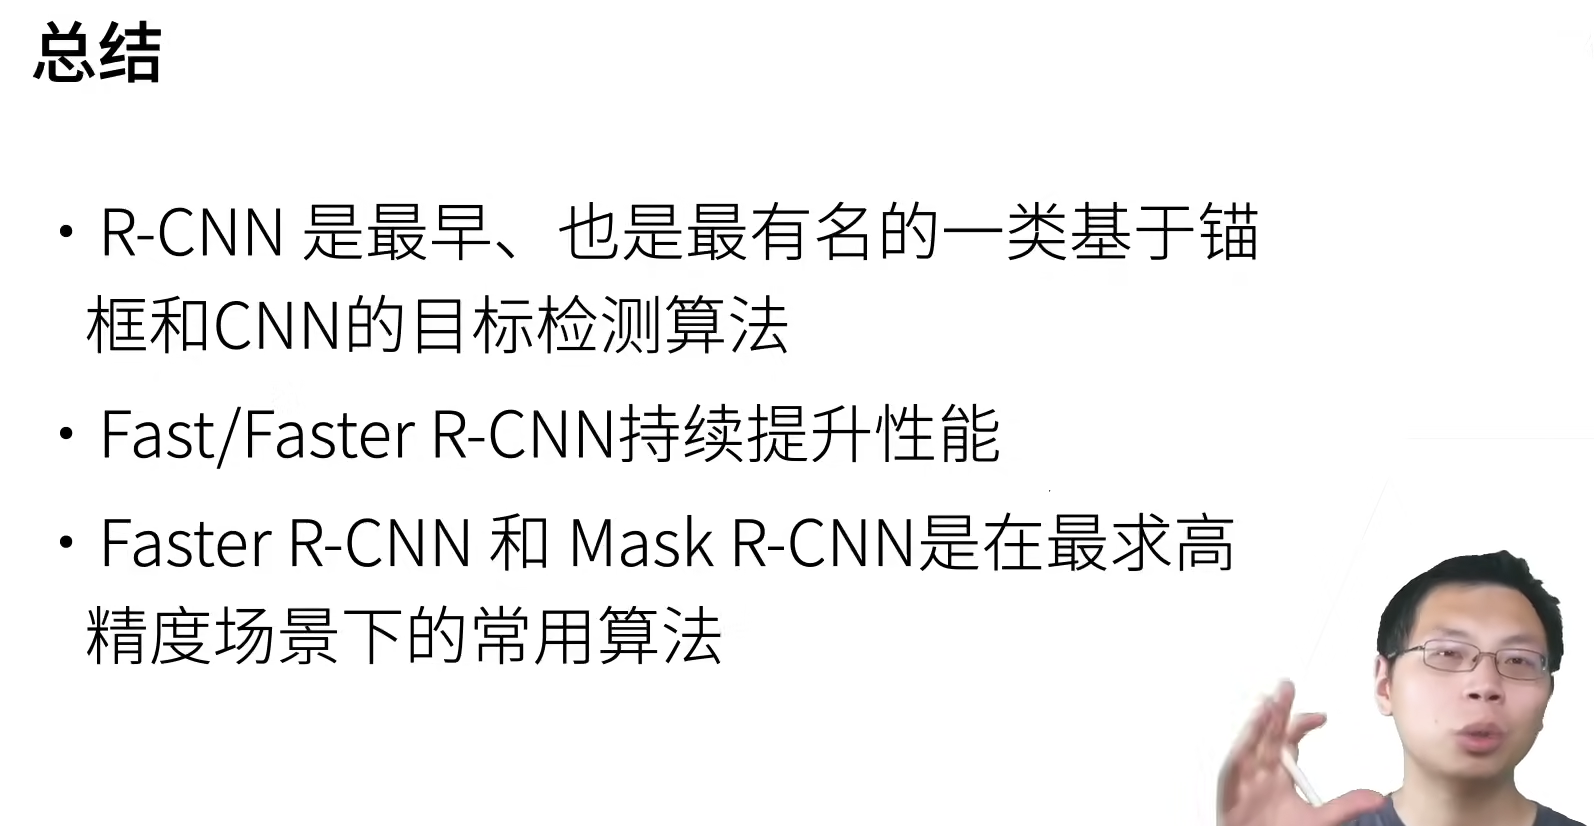 总结
• R-CNN 是最早、也是最有名的一类基于锚
框和CNN的目标检测算法
• Fast/Faster R-CNN持续提升性能
• Faster R-CNN 和 Mask R-CNN是在最求高
精度场景下的常用算法